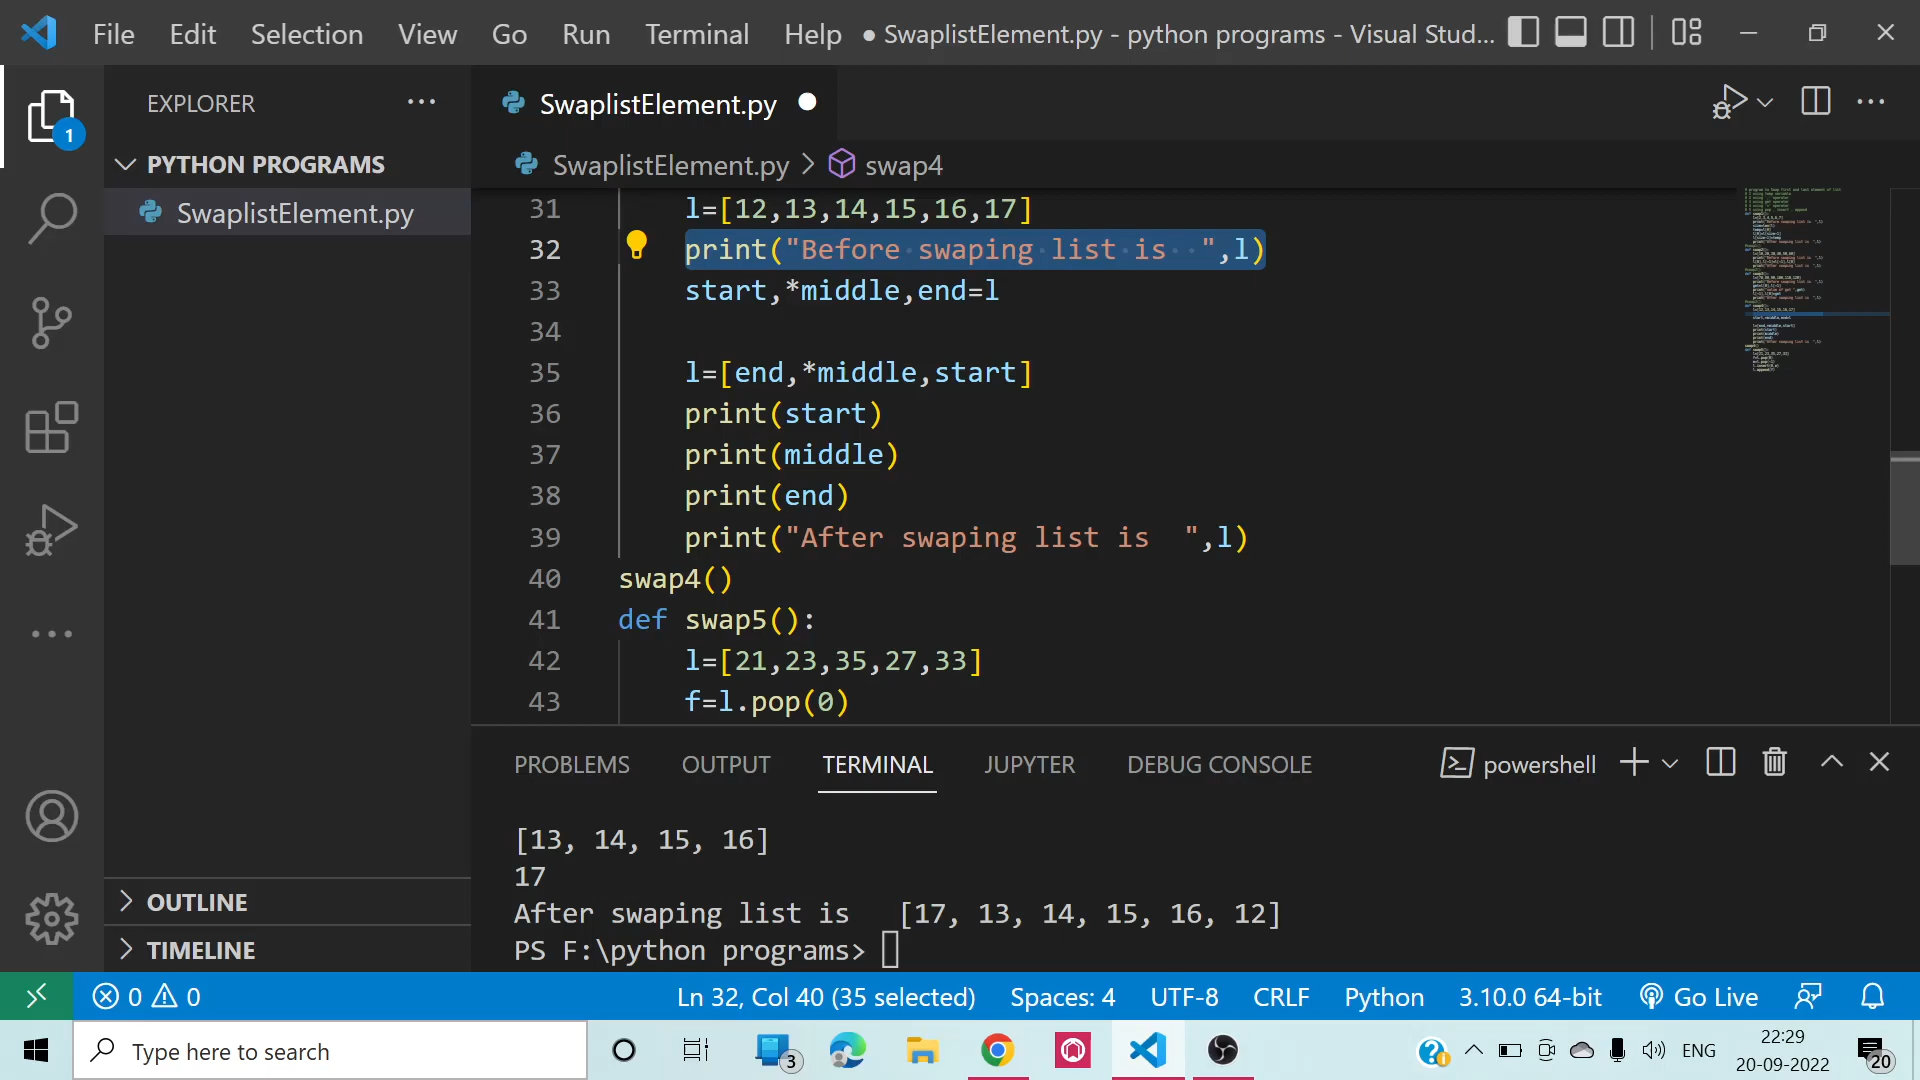 File Edit Selection View Go Run Terminal Help ● SwaplistElement.py - python programs - Visual Stud...
EXPLORER
SwaplistElement.py
1
PYTHON PROGRAMS
SwaplistElement.py > swap4
SwaplistElement.py
31 l=[12,13,14,15,16,17]
32 print("Before swaping list is  ",l)
33 start,*middle,end=l
34
35 l=[end,*middle,start]
36 print(start)
37 print(middle)
38 print(end)
39 print("After swaping list is  ",l)
40 swap4()
41 def swap5():
42 l=[21,23,35,27,33]
43 f=l.pop(0)
PROBLEMS OUTPUT TERMINAL JUPYTER DEBUG CONSOLE powershell
[13, 14, 15, 16]
17
After swaping list is   [17, 13, 14, 15, 16, 12]
PS F:\python programs>
OUTLINE
TIMELINE
0 0 Ln 32, Col 40 (35 selected) Spaces: 4 UTF-8 CRLF Python 3.10.0 64-bit Go Live
Type here to search
3
ENG
22:29
20-09-2022
20